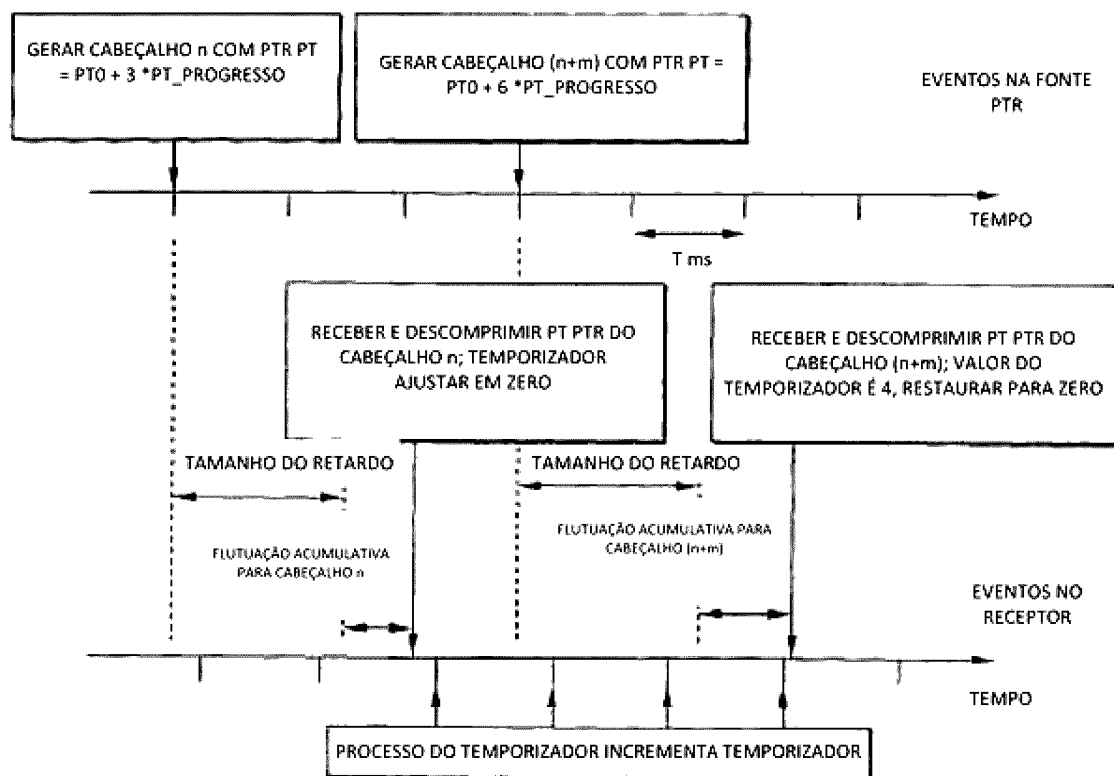 GERAR CABEÇALHO n COM PTR PT
= PT0 + 3 *PT_PROGRESSO
GERAR CABEÇALHO (n+m) COM PTR PT =
PT0 + 6 *PT_PROGRESSO
EVENTOS NA FONTE
PTR
TEMPO
T ms
RECEBER E DESCOMPRIMIR PT PTR DO
CABEÇALHO n; TEMPORIZADOR
AJUSTAR EM ZERO
RECEBER E DESCOMPRIMIR PT PTR DO
CABEÇALHO (n+m); VALOR DO
TEMPORIZADOR É 4, RESTAURAR PARA ZERO
TAMANHO DO RETARDO
TAMANHO DO RETARDO
FLUTUAÇÃO ACUMULATIVA
PARA CABEÇALHO n
FLUTUAÇÃO ACUMULATIVA PARA
CABEÇALHO (n+m)
EVENTOS NO
RECEPTOR
TEMPO
PROCESSO DO TEMPORIZADOR INCREMENTA TEMPORIZADOR